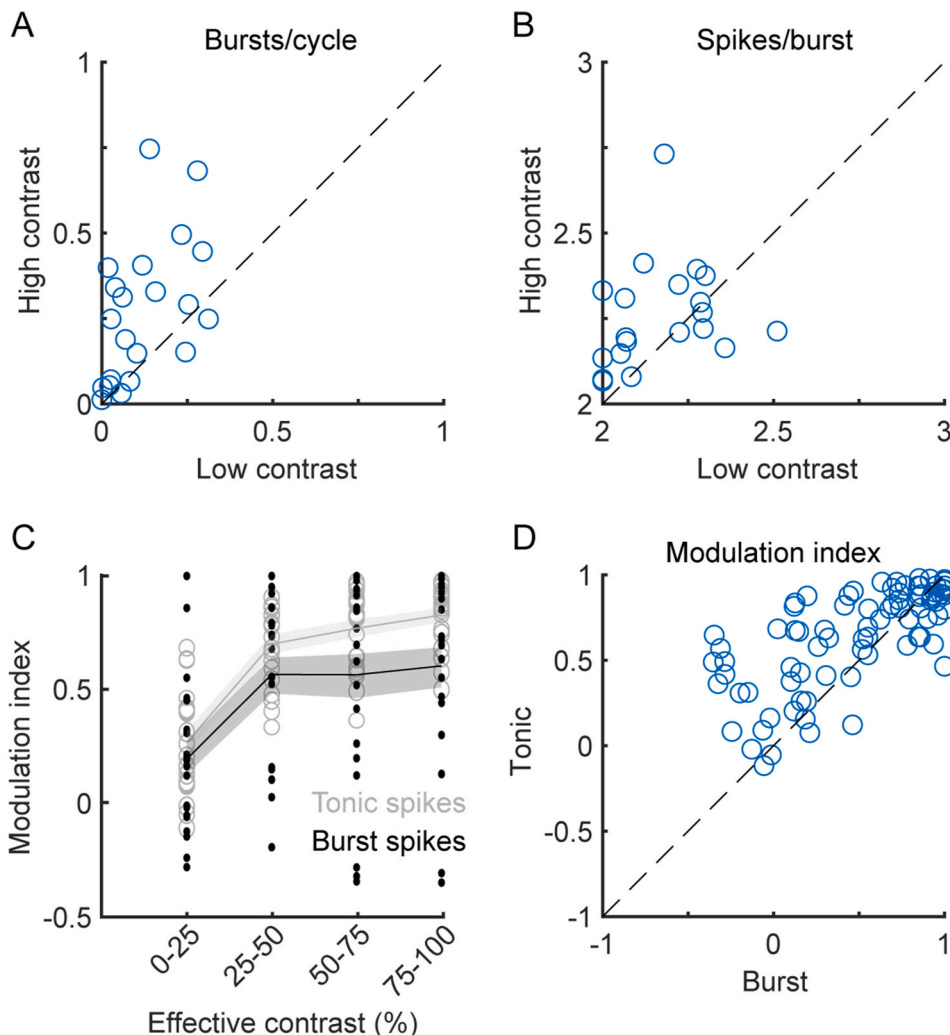 A
Bursts/cycle
1
0.5
0
High contrast
0
0.5
1
Low contrast
B
Spikes/burst
3
2.5
2
High contrast
2
2.5
3
Low contrast
C
1
0.5
0
-0.5
Modulation index
Tonic spikes
Burst spikes
0-25
25-50
50-75
75-100
Effective contrast (%)
D
Modulation index
1
0.5
0
-0.5
-1
Tonic
-1
0
1
Burst